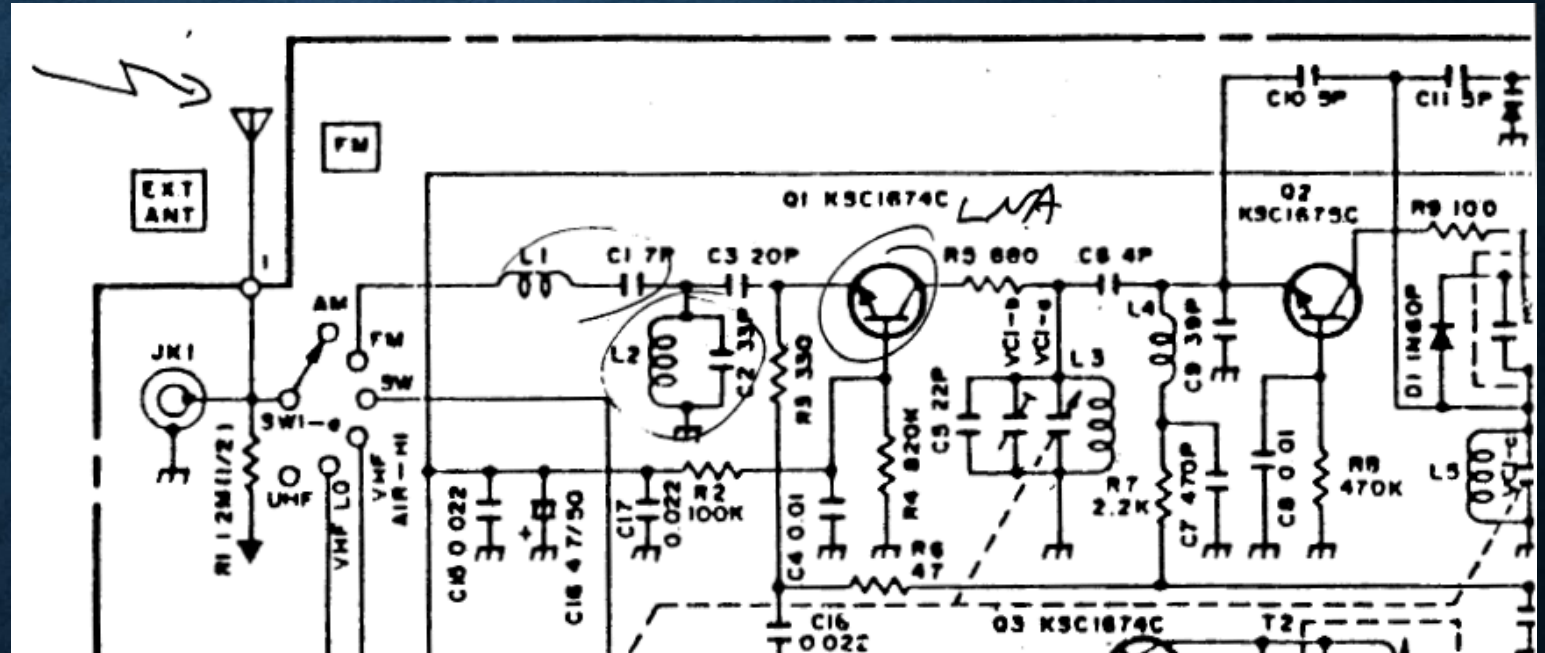 FM
EXT
ANT
1
Q1 KSC1674C
LNA
Q2
KSC1675C
C10 5P
C11 5P
R9 100
L1
C1 7P
C3 20P
R5 680
C6 4P
AM
FM
SW
JK1
SW1-e
UHF
VHF LO
VHF
AIR-HI
R1 1.2M(1/2)
L2
C2 33P
R3 330
VC1-b
VC1-a
L3
L4
C9 39P
D1 1N60P
C5 22P
R4 820K
R2
100K
C17
0.022
C15 0.022
+
C16 4.7/50
C4 0.01
R6
47
R7
2.2K
C7 470P
C8 0.01
R8
470K
L5
VC1-c
C16
0.022
Q3 KSC1674C
T2